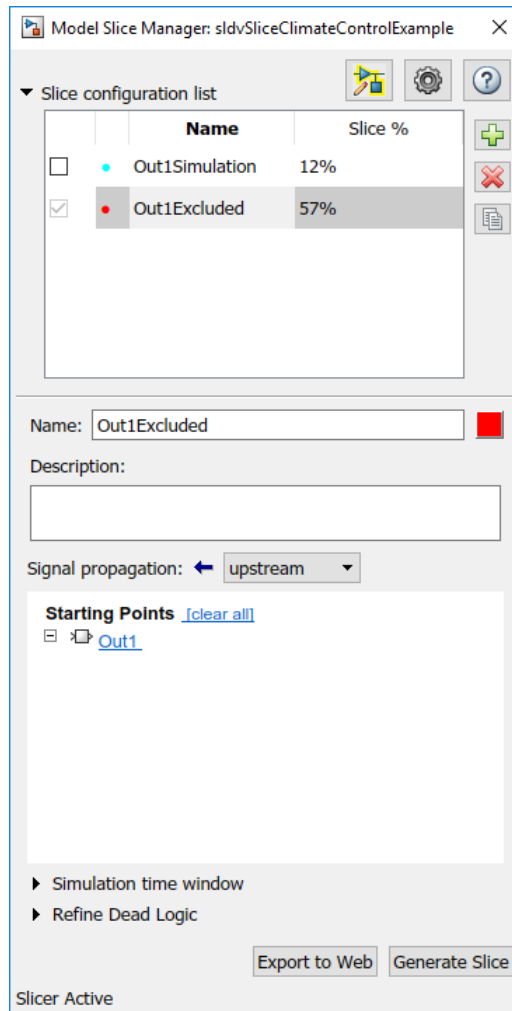 Model Slice Manager: sldvSliceClimateControlExample
Slice configuration list
Name Slice %
Out1Simulation 12%
Out1Excluded 57%
Name: Out1Excluded
Description:
Signal propagation: upstream
Starting Points [clear all]
Out1
Simulation time window
Refine Dead Logic
Export to Web Generate Slice
Slicer Active